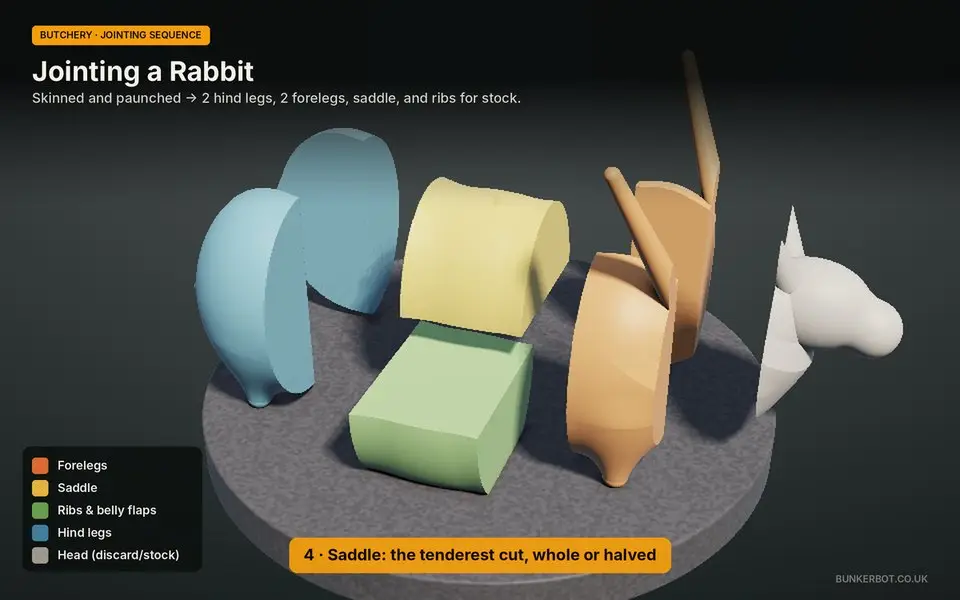 BUTCHERY · JOINTING SEQUENCE
Jointing a Rabbit
Skinned and paunched → 2 hind legs, 2 forelegs, saddle, and ribs for stock.
Forelegs
Saddle
Ribs & belly flaps
Hind legs
Head (discard/stock)
4 · Saddle: the tenderest cut, whole or halved
BUNKERBOT.CO.UK